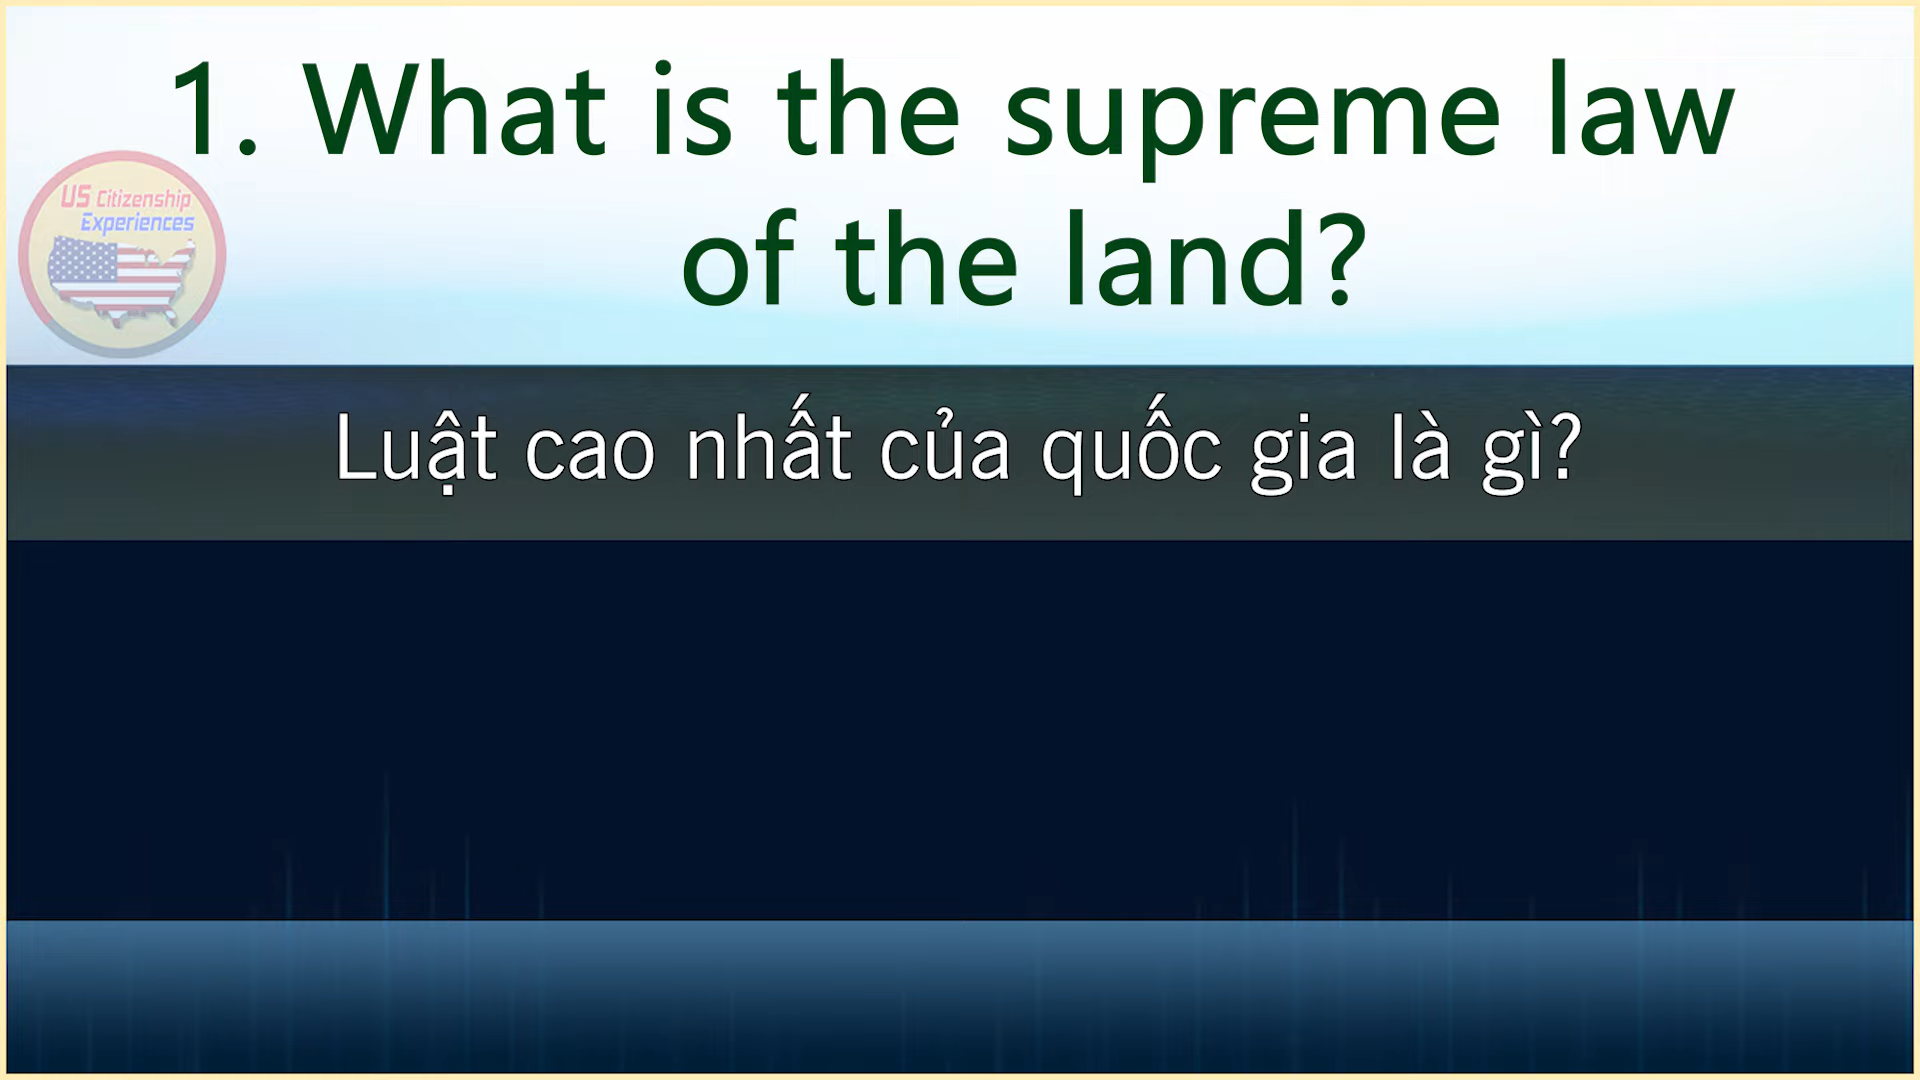 1. What is the supreme law
of the land?
US Citizenship
Experiences
Luật cao nhất của quốc gia là gì?